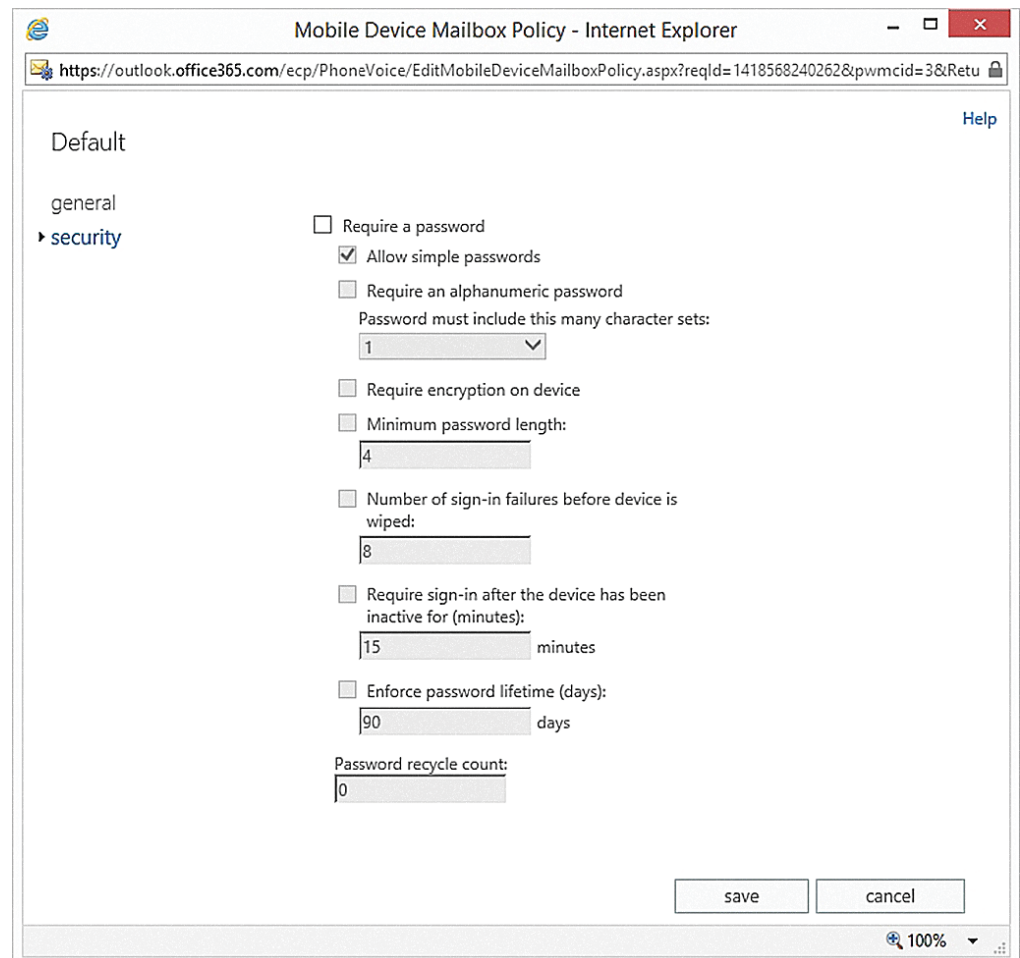 Mobile Device Mailbox Policy - Internet Explorer
https://outlook.office365.com/ecp/PhoneVoice/EditMobileDeviceMailboxPolicy.aspx?reqId=1418568240262&pwmcid=3&Retu
Help
Default
general
security
Require a password
Allow simple passwords
Require an alphanumeric password
Password must include this many character sets:
1
Require encryption on device
Minimum password length:
4
Number of sign-in failures before device is
wiped:
8
Require sign-in after the device has been
inactive for (minutes):
15 minutes
Enforce password lifetime (days):
90 days
Password recycle count:
0
save cancel
100%